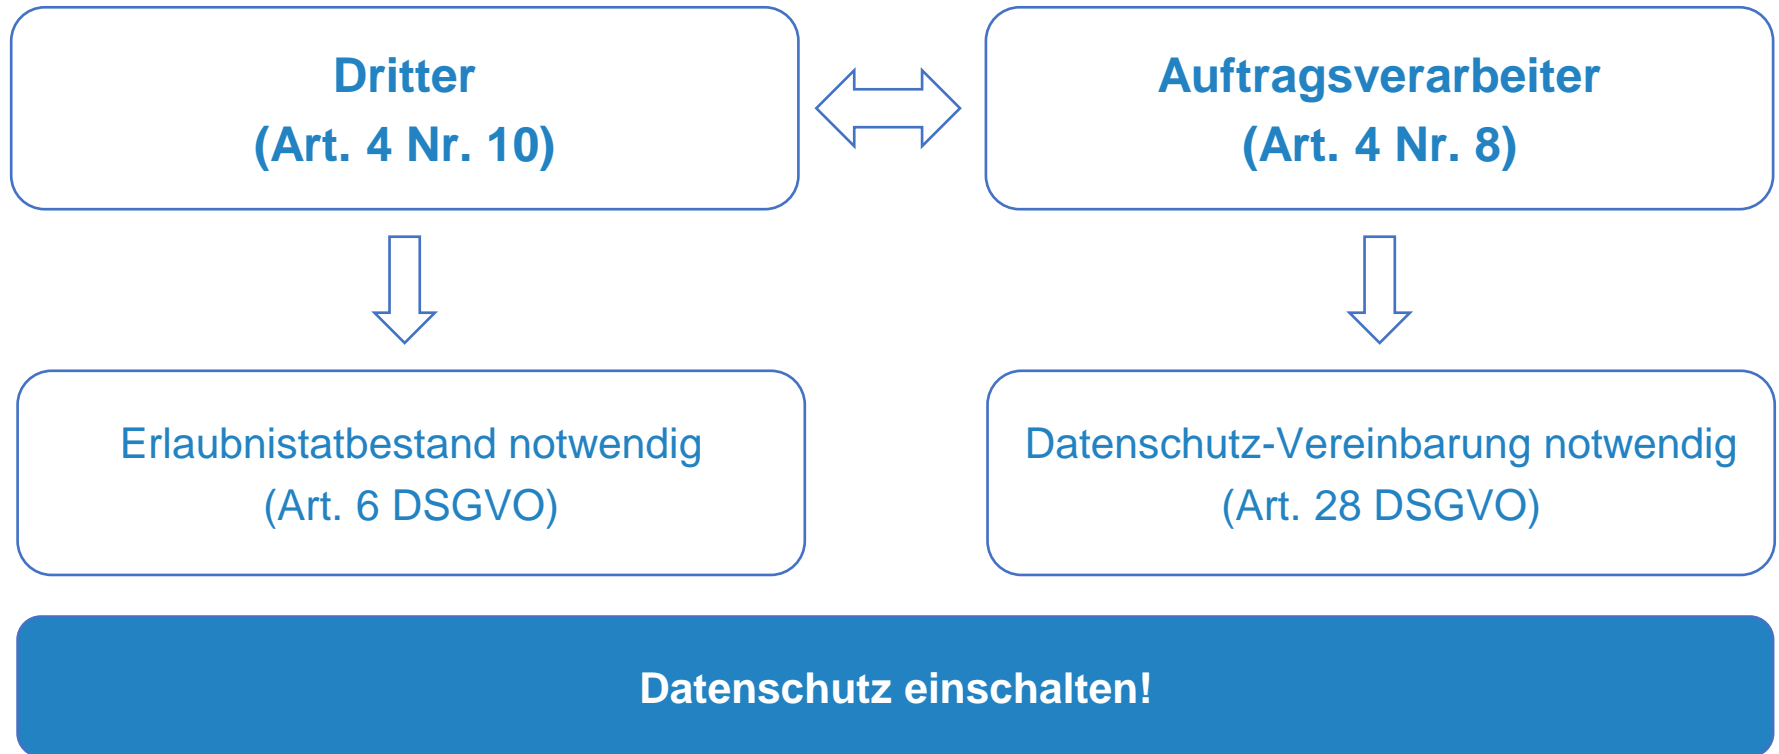 Dritter
(Art. 4 Nr. 10)
Auftragsverarbeiter
(Art. 4 Nr. 8)
Erlaubnistatbestand notwendig
(Art. 6 DSGVO)
Datenschutz-Vereinbarung notwendig
(Art. 28 DSGVO)
Datenschutz einschalten!